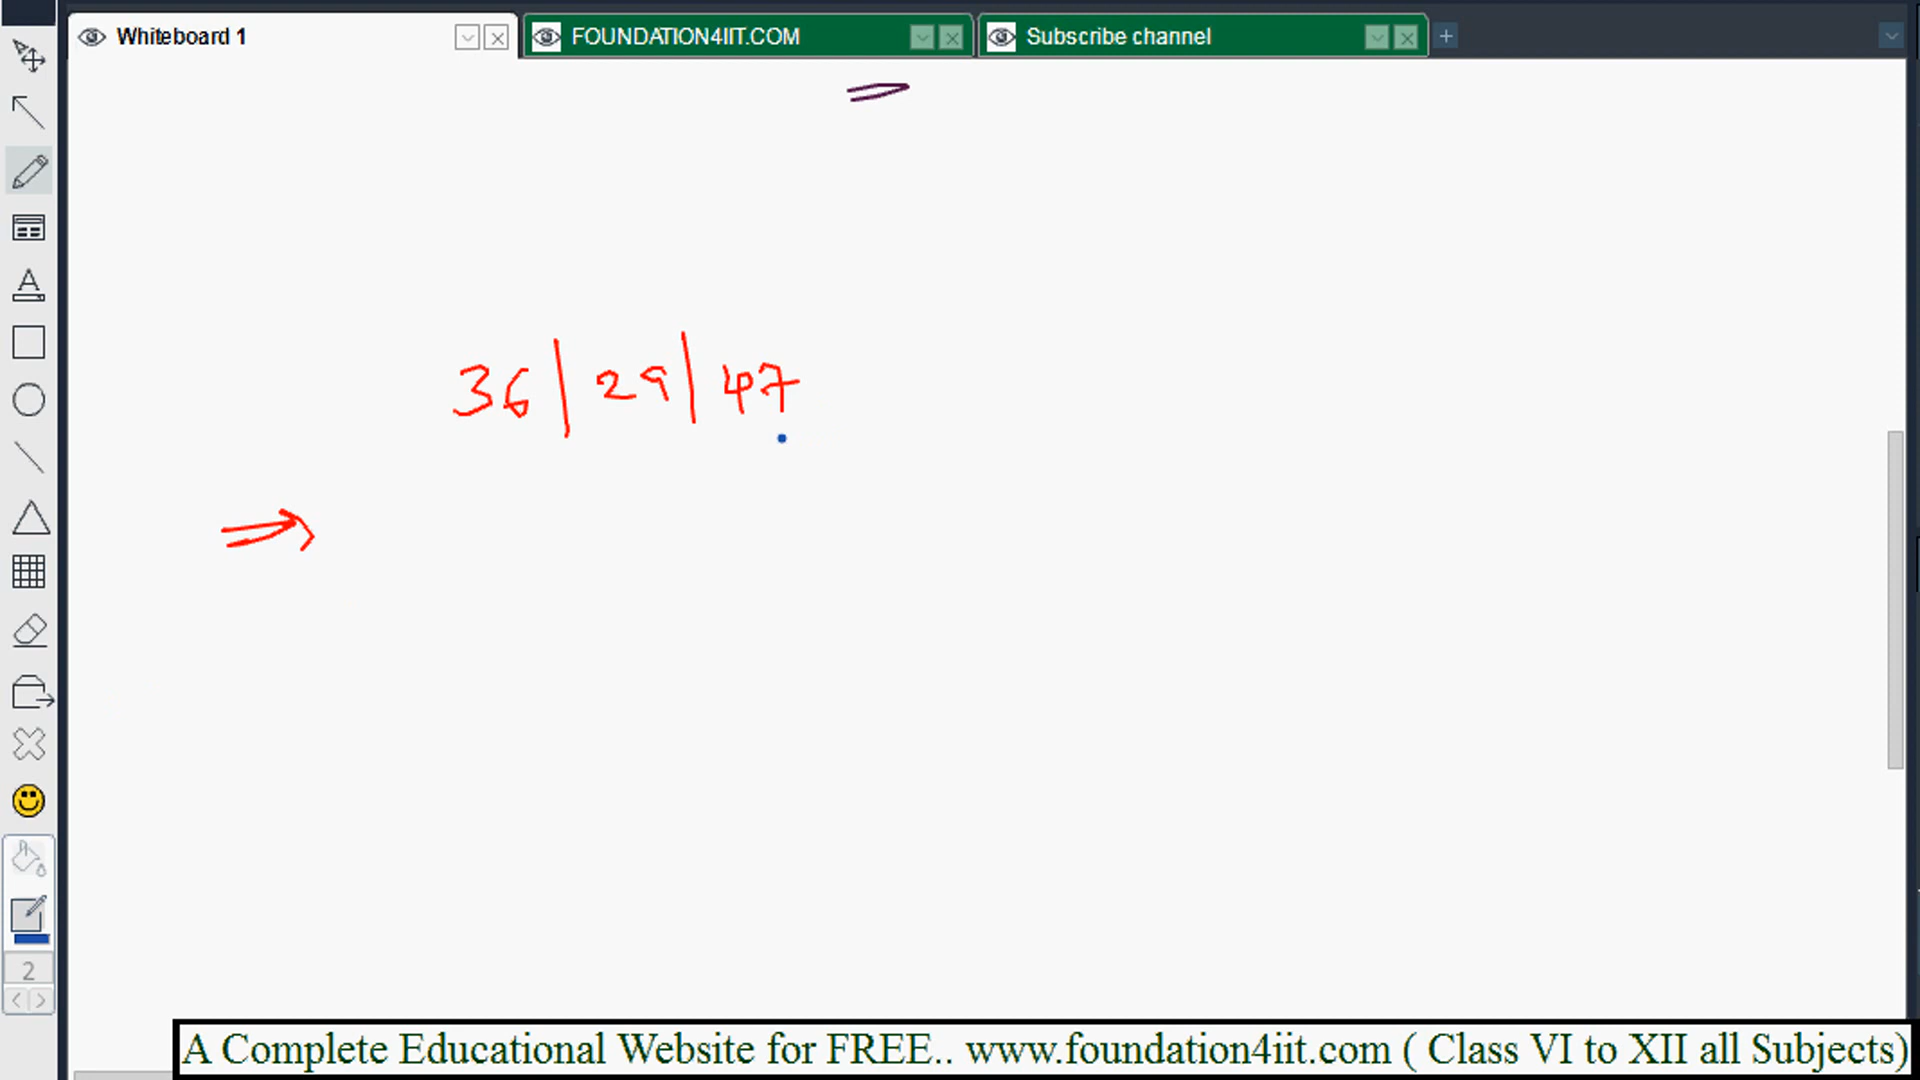 Whiteboard 1 FOUNDATION4IIT.COM Subscribe channel
36 | 29 | 47
2
A Complete Educational Website for FREE.. www.foundation4iit.com ( Class VI to XII all Subjects)